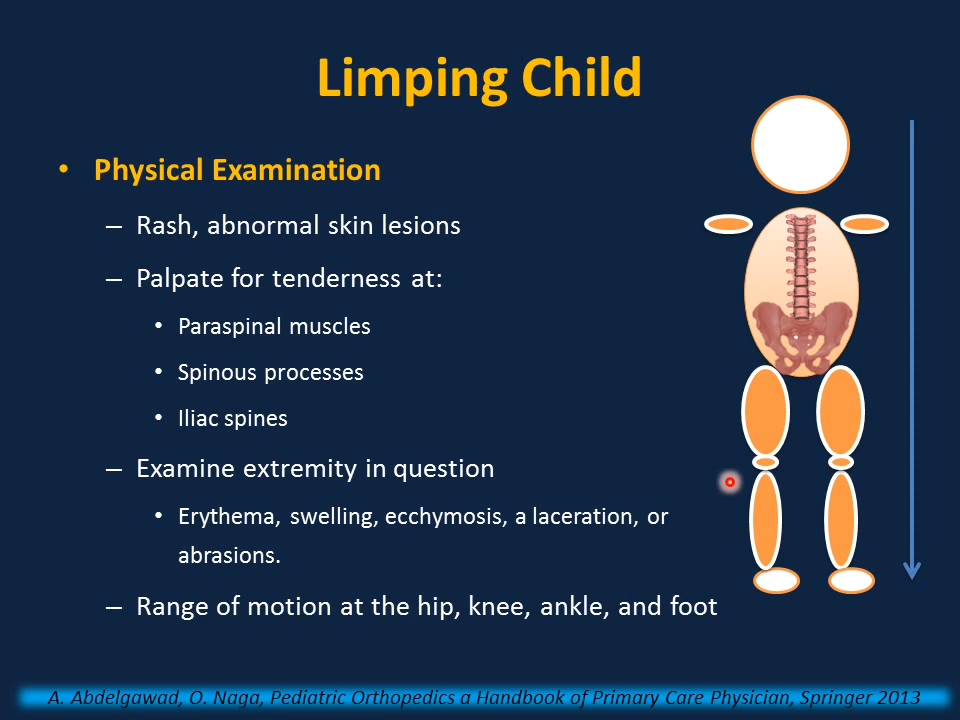 Limping Child
• Physical Examination
– Rash, abnormal skin lesions
– Palpate for tenderness at:
• Paraspinal muscles
• Spinous processes
• Iliac spines
– Examine extremity in question
• Erythema, swelling, ecchymosis, a laceration, or
abrasions.
– Range of motion at the hip, knee, ankle, and foot
A. Abdelgawad, O. Naga, Pediatric Orthopedics a Handbook of Primary Care Physician, Springer 2013